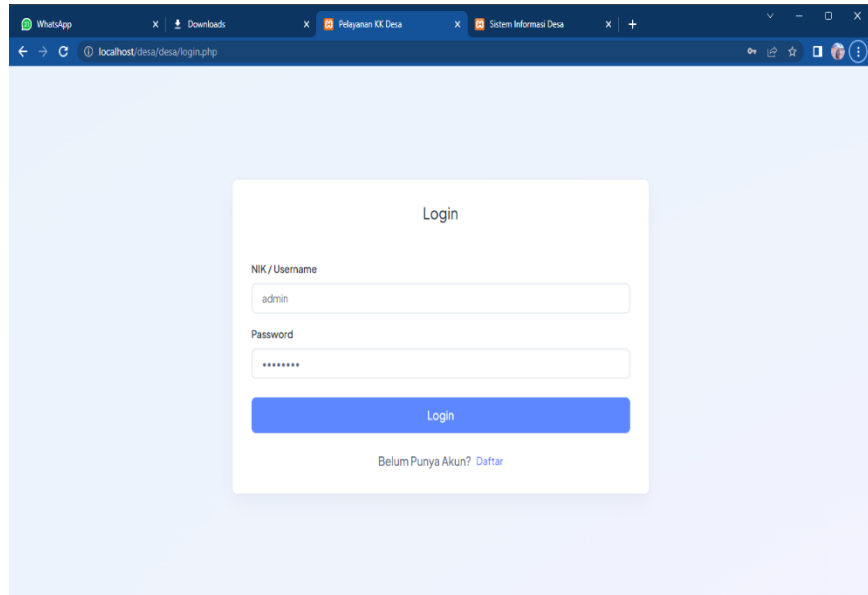 WhatsApp
Downloads
Pelayanan KK Desa
Sistem Informasi Desa
localhost/desa/desa/login.php
Login
NIK / Username
admin
Password
••••••••
Login
Belum Punya Akun? Daftar